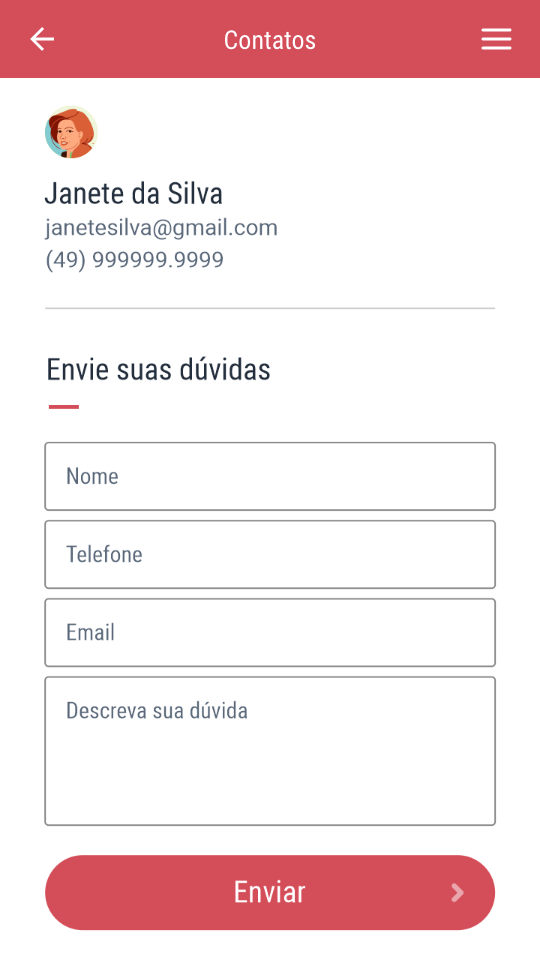 Contatos
Janete da Silva
janetesilva@gmail.com
(49) 999999.9999
Envie suas dúvidas
Nome
Telefone
Email
Descreva sua dúvida
Enviar